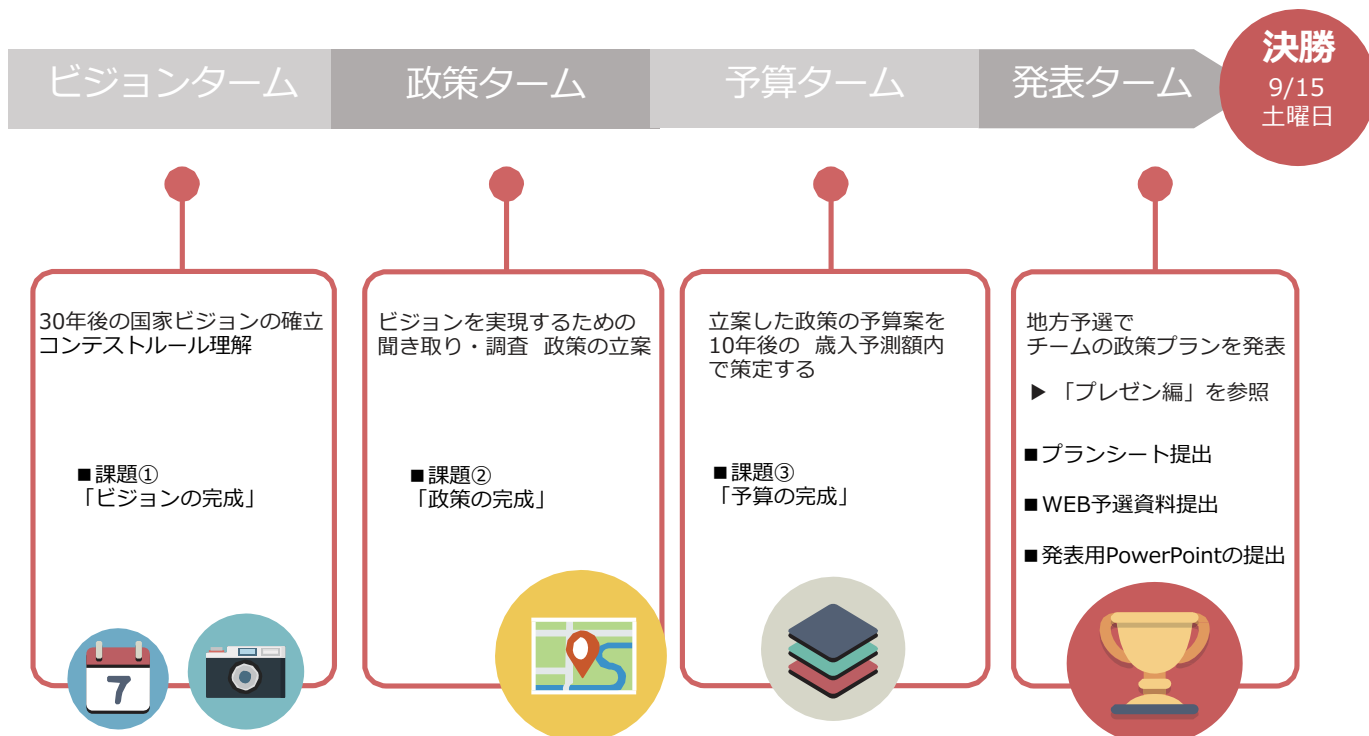 ビジョンターム
政策ターム
予算ターム
発表ターム
決勝
9/15
土曜日
30年後の国家ビジョンの確立
コンテストルール理解
■課題①
「ビジョンの完成」
7
ビジョンを実現するための
聞き取り・調査 政策の立案
■課題②
「政策の完成」
立案した政策の予算案を
10年後の 歳入予測額内
で策定する
■課題③
「予算の完成」
地方予選で
チームの政策プランを発表
▶ 「プレゼン編」を参照
■プランシート提出
■WEB予選資料提出
■発表用PowerPointの提出